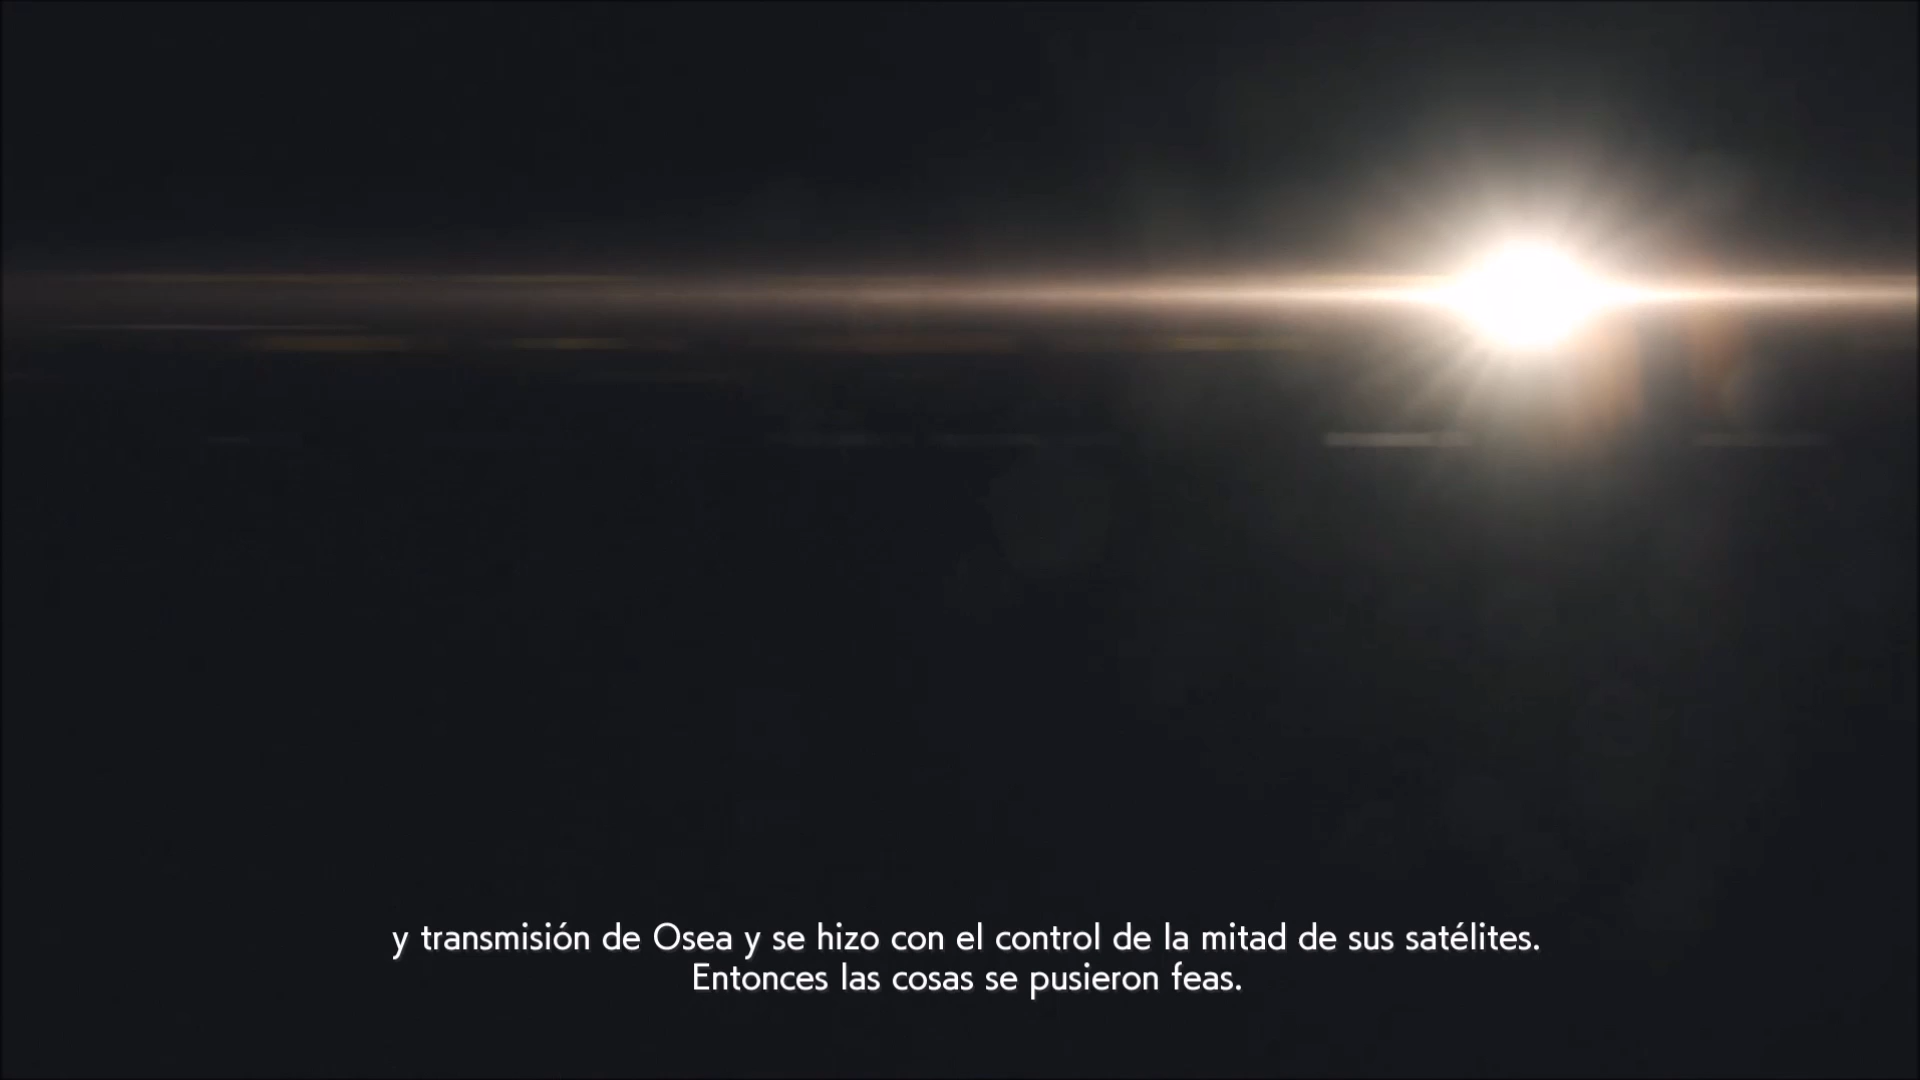 y transmisión de Osea y se hizo con el control de la mitad de sus satélites.
Entonces las cosas se pusieron feas.